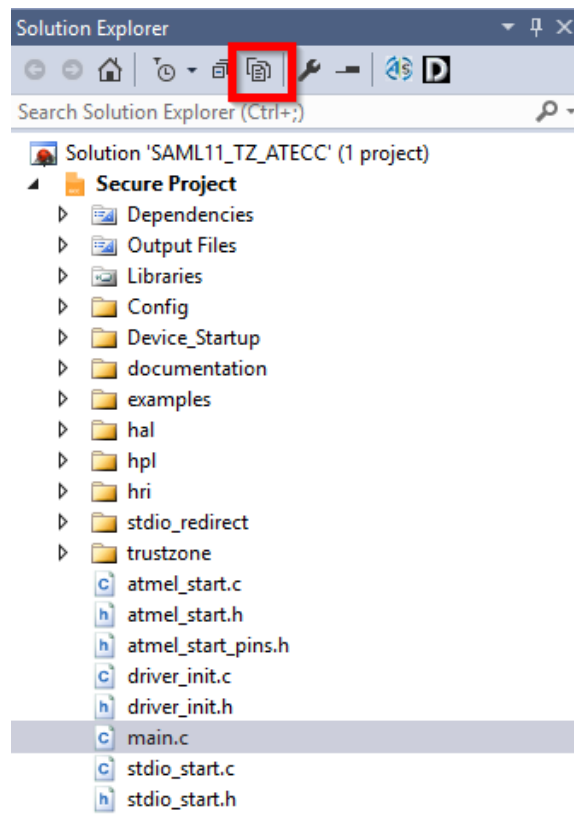 Solution Explorer
Search Solution Explorer (Ctrl+;)
Solution 'SAML11_TZ_ATECC' (1 project)
Secure Project
Dependencies
Output Files
Libraries
Config
Device_Startup
documentation
examples
hal
hpl
hri
stdio_redirect
trustzone
c atmel_start.c
h atmel_start.h
h atmel_start_pins.h
c driver_init.c
h driver_init.h
c main.c
c stdio_start.c
h stdio_start.h